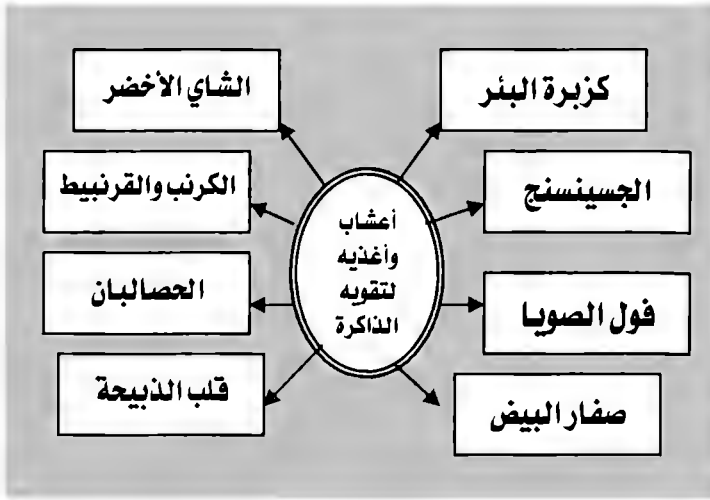 كزبرة البئر
الشاي الأخضر
الجسينسنج
الكرنب والقرنبيط
أعشاب
وأغذيه
لتقويه
الذاكرة
فول الصويا
الحصالبان
صفار البيض
قلب الذبيحة